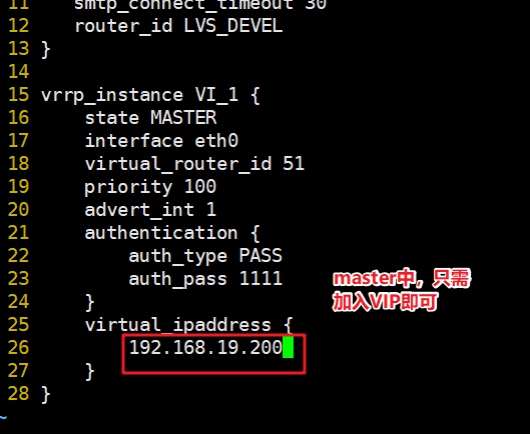 11 smtp_connect_timeout 30
12 router_id LVS_DEVEL
13 }
14
15 vrrp_instance VI_1 {
16 state MASTER
17 interface eth0
18 virtual_router_id 51
19 priority 100
20 advert_int 1
21 authentication {
22 auth_type PASS
23 auth_pass 1111
24 }
25 virtual_ipaddress {
26 192.168.19.200
27 }
28 }
~
master中，只需
加入VIP即可